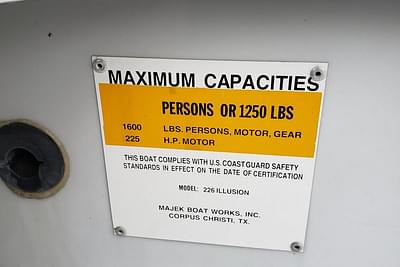 MAXIMUM CAPACITIES
PERSONS OR 1250 LBS
1600 LBS. PERSONS, MOTOR, GEAR
225 H.P. MOTOR
THIS BOAT COMPLIES WITH U.S. COAST GUARD SAFETY
STANDARDS IN EFFECT ON THE DATE OF CERTIFICATION
MODEL: 226 ILLUSION
MAJEK BOAT WORKS, INC.
CORPUS CHRISTI, TX.